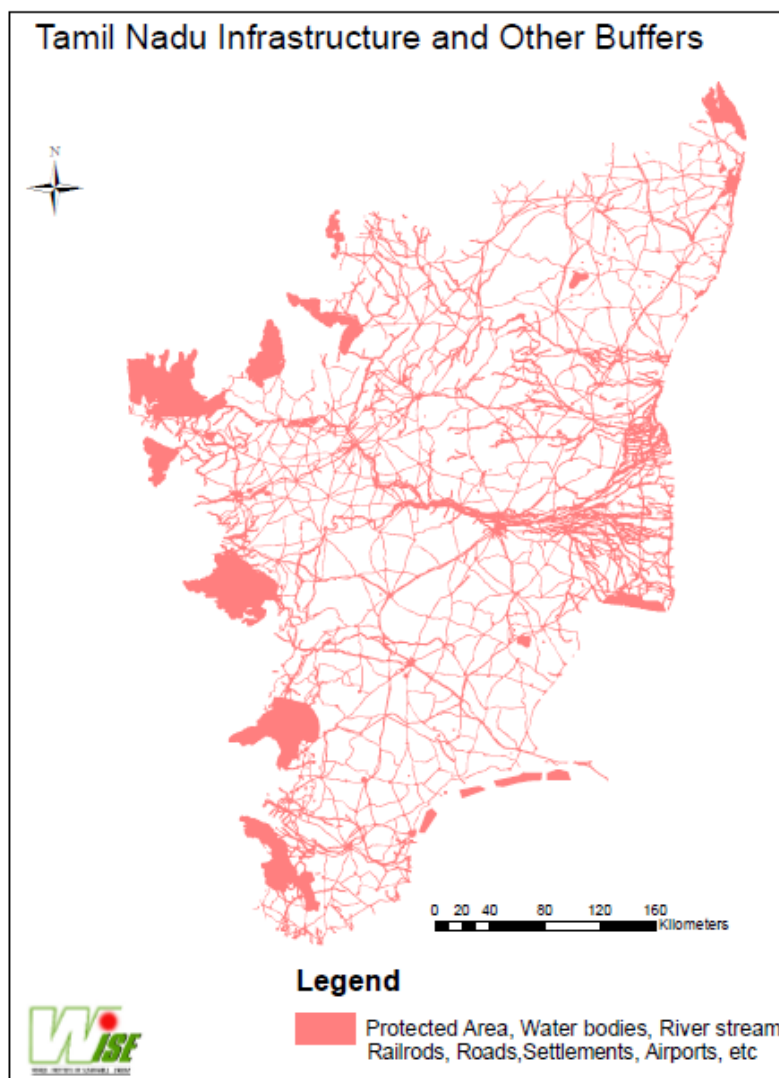 Tamil Nadu Infrastructure and Other Buffers
N
0 20 40 80 120 160
Kilometers
Legend
Protected Area, Water bodies, River stream
Railrods, Roads,Settlements, Airports, etc
WISE